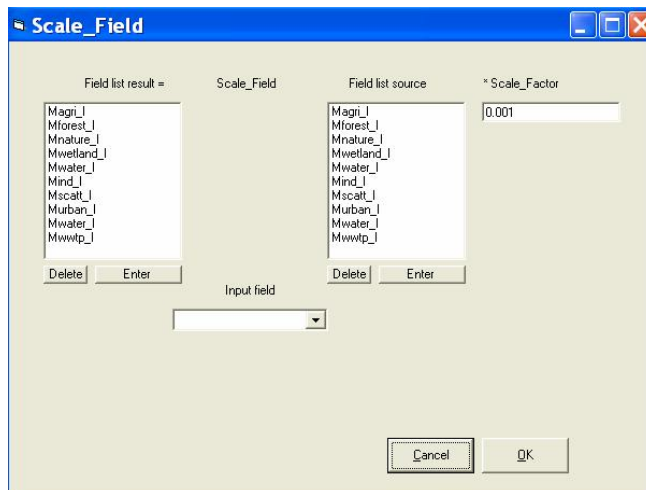 Scale_Field
Field list result = Scale_Field Field list source * Scale_Factor
Magri_l
Mforest_l
Mnature_l
Mwetland_l
Mwater_l
Mind_l
Mscatt_l
Murban_l
Mwater_l
Mwwtp_l
Magri_l
Mforest_l
Mnature_l
Mwetland_l
Mwater_l
Mind_l
Mscatt_l
Murban_l
Mwater_l
Mwwtp_l
0.001
Delete Enter Delete Enter
Input field
Cancel OK